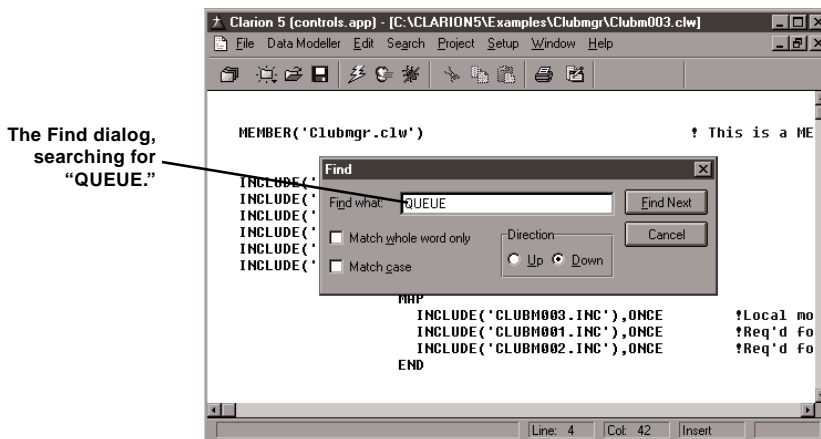 The Find dialog,
searching for
“QUEUE.”
Clarion 5 (controls.app) - [C:\CLARION5\Examples\Clubmgr\Clubm003.clw]
File Data Modeller Edit Search Project Setup Window Help
MEMBER('Clubmgr.clw') ! This is a ME
Find
INCLUDE('
INCLUDE('
INCLUDE('
INCLUDE('
INCLUDE('
INCLUDE('
Find what: QUEUE Find Next
Match whole word only Direction Cancel
Match case Up Down
MAP
INCLUDE('CLUBM003.INC'),ONCE !Local mo
INCLUDE('CLUBM001.INC'),ONCE !Req'd fo
INCLUDE('CLUBM002.INC'),ONCE !Req'd fo
END
Line: 4 Col: 42 Insert